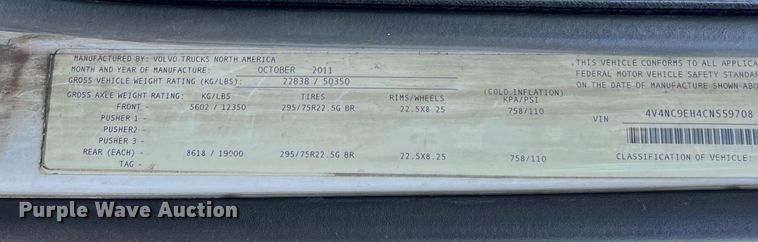 MANUFACTURED BY: VOLVO TRUCKS NORTH AMERICA
MONTH AND YEAR OF MANUFACTURE: OCTOBER 2011
GROSS VEHICLE WEIGHT RATING (KG/LBS): 22838 / 50350
GROSS AXLE WEIGHT RATING: KG/LBS TIRES RIMS/WHEELS (COLD INFLATION) KPA/PSI
FRONT- 5602 / 12350 295/75R22.5G BR 22.5X8.25 758/110
PUSHER 1 -
PUSHER2-
PUSHER 3 -
REAR (EACH) - 8618 / 19000 295/75R22.5G BR 22.5X8.25 758/110
TAG -
THIS VEHICLE CONFORMS TO ALL APPLICA
FEDERAL MOTOR VEHICLE SAFETY STANDAR
ON THE DATE OF MANUFACTURE SHOWN ABO
VIN 4V4NC9EH4CN559708
CLASSIFICATION OF VEHICLE:
Purple Wave Auction